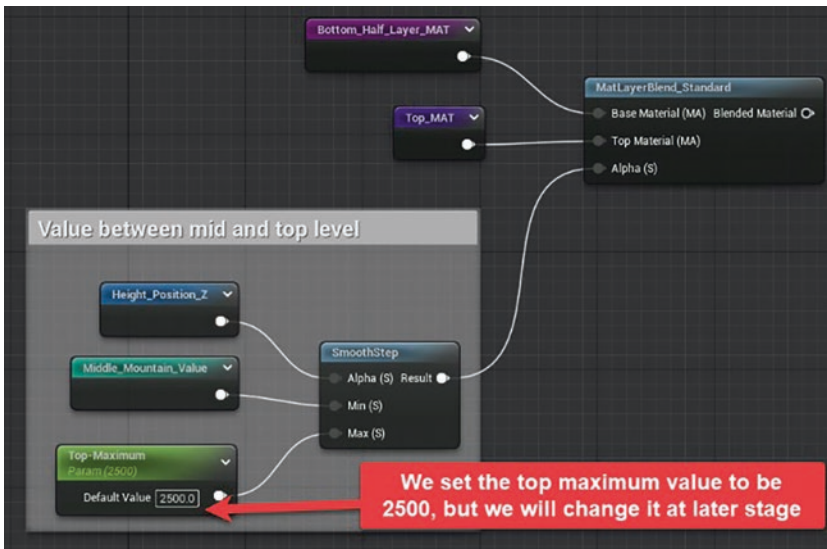 Bottom_Half_Layer_MAT
MatLayerBlend_Standard
Base Material (MA) Blended Material
Top_MAT
Top Material (MA)
Alpha (S)
Value between mid and top level
Height_Position_Z
SmoothStep
Middle_Mountain_Value
Alpha (S) Result
Min (S)
Max (S)
Top-Maximum
Param (2500)
Default Value 2500.0
We set the top maximum value to be
2500, but we will change it at later stage